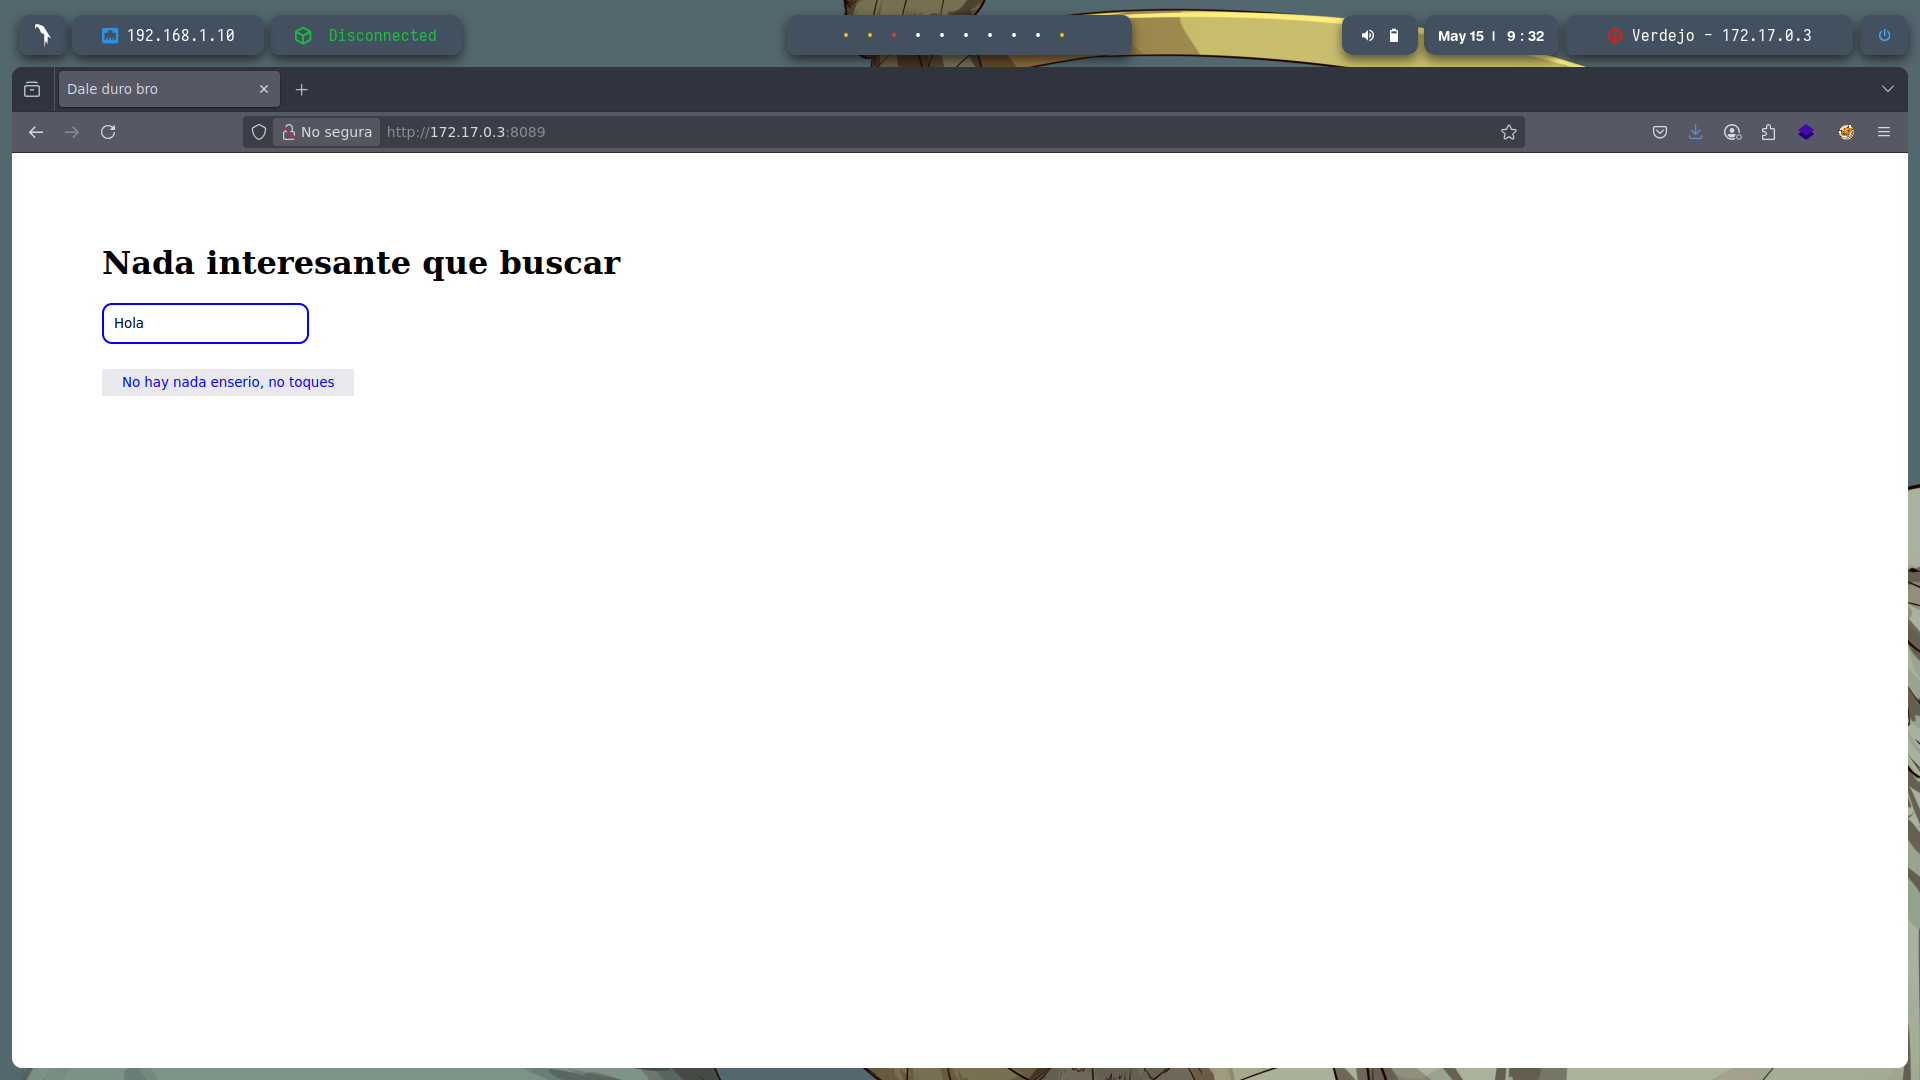 192.168.1.10
Disconnected
May 15 | 9 : 32
Verdejo - 172.17.0.3
Dale duro bro
No segura
http://172.17.0.3:8089
Nada interesante que buscar
Hola
No hay nada enserio, no toques